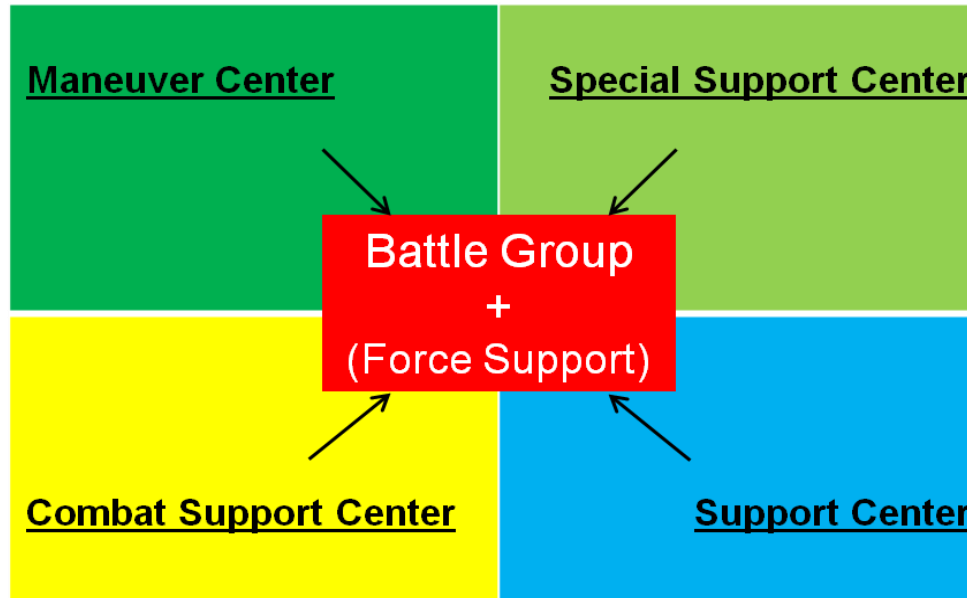 Maneuver Center
Special Support Center
Battle Group
+
(Force Support)
Combat Support Center
Support Center